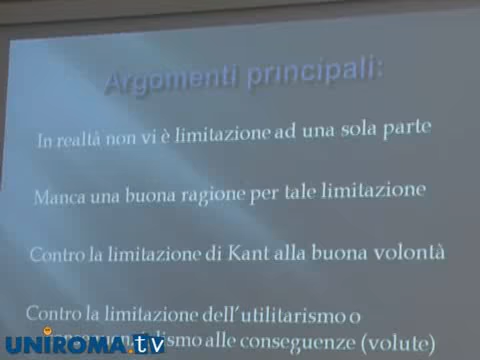 Argomenti principali:
In realtà non vi è limitazione ad una sola parte
Manca una buona ragione per tale limitazione
Contro la limitazione di Kant alla buona volontà
Contro la limitazione dell'utilitarismo o
alle conseguenze (volute)
UNIROMA.tv